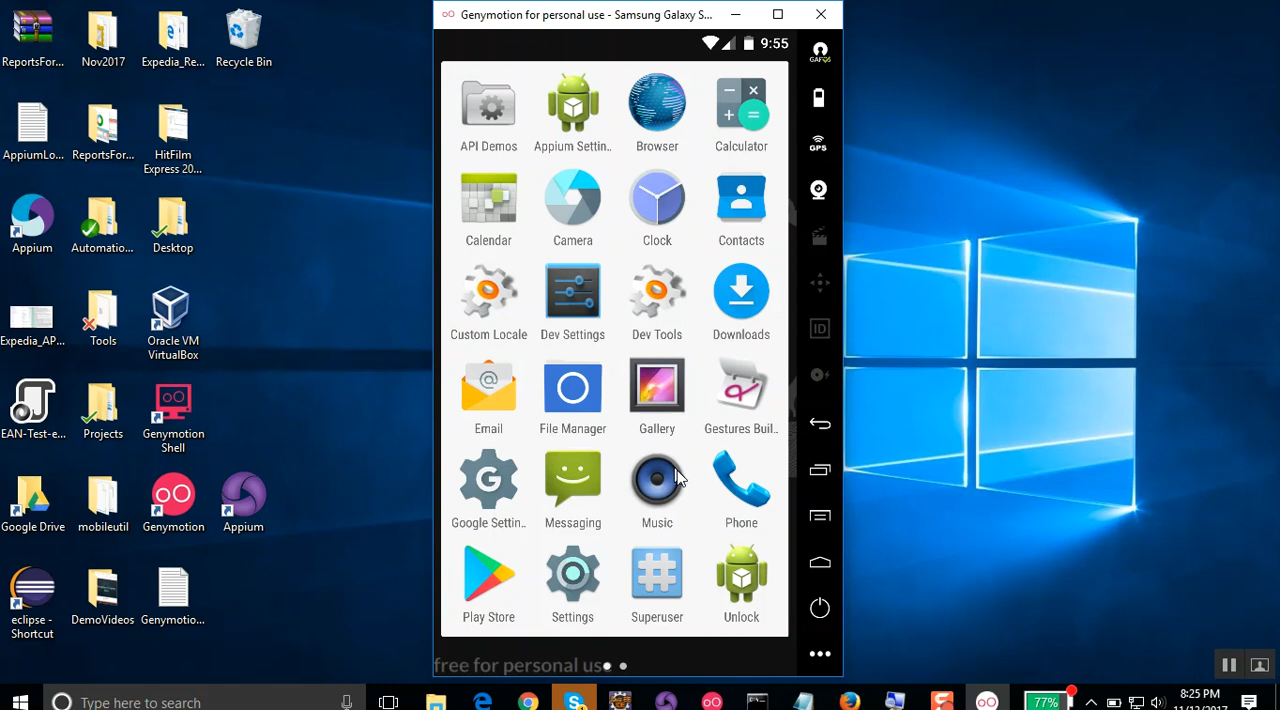 Genymotion for personal use - Samsung Galaxy S...
9:55
ReportsFor... Nov2017 Expedia_Re... Recycle Bin
AppiumLo... ReportsFor... HitFilm
Express 20...
Appium Automatio... Desktop
Expedia_AP... Tools Oracle VM
VirtualBox
EAN-Test-e... Projects Genymotion
Shell
Google Drive mobileutil Genymotion Appium
eclipse -
Shortcut
DemoVideos Genymotio...
API Demos Appium Settin.. Browser Calculator
Calendar Camera Clock Contacts
Custom Locale Dev Settings Dev Tools Downloads
Email File Manager Gallery Gestures Buil..
Google Settin.. Messaging Music Phone
Play Store Settings Superuser Unlock
free for personal use
GAPPS
GPS
ID
Type here to search
77%
8:25 PM
11/13/2017